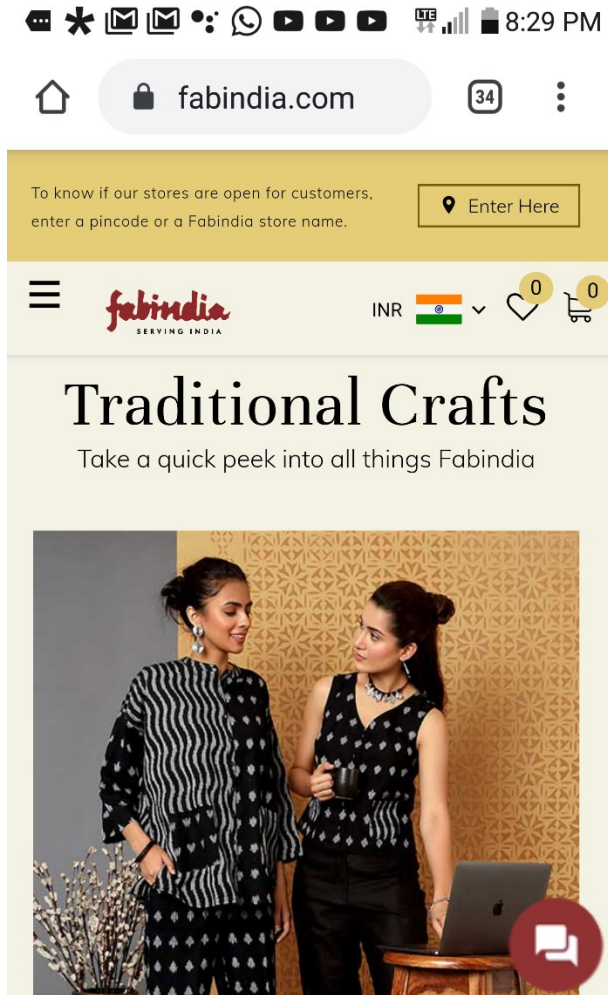 LTE 8:29 PM
fabindia.com
34
To know if our stores are open for customers,
enter a pincode or a Fabindia store name.
Enter Here
fabindia
SERVING INDIA
INR
0
0
Traditional Crafts
Take a quick peek into all things Fabindia